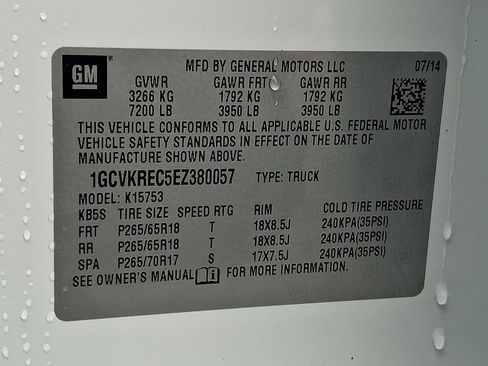 GM
MFD BY GENERAL MOTORS LLC 07/14
GVWR GAWR FRT GAWR RR
3266 KG 1792 KG 1792 KG
7200 LB 3950 LB 3950 LB
THIS VEHICLE CONFORMS TO ALL APPLICABLE U.S. FEDERAL MOTOR
VEHICLE SAFETY STANDARDS IN EFFECT ON THE DATE OF
MANUFACTURE SHOWN ABOVE.
1GCVKREC5EZ380057 TYPE: TRUCK
MODEL: K15753
KB5S TIRE SIZE SPEED RTG RIM COLD TIRE PRESSURE
FRT P265/65R18 T 18X8.5J 240KPA(35PSI)
RR P265/65R18 T 18X8.5J 240KPA(35PSI)
SPA P265/70R17 S 17X7.5J 240KPA(35PSI)
SEE OWNER'S MANUAL FOR MORE INFORMATION.